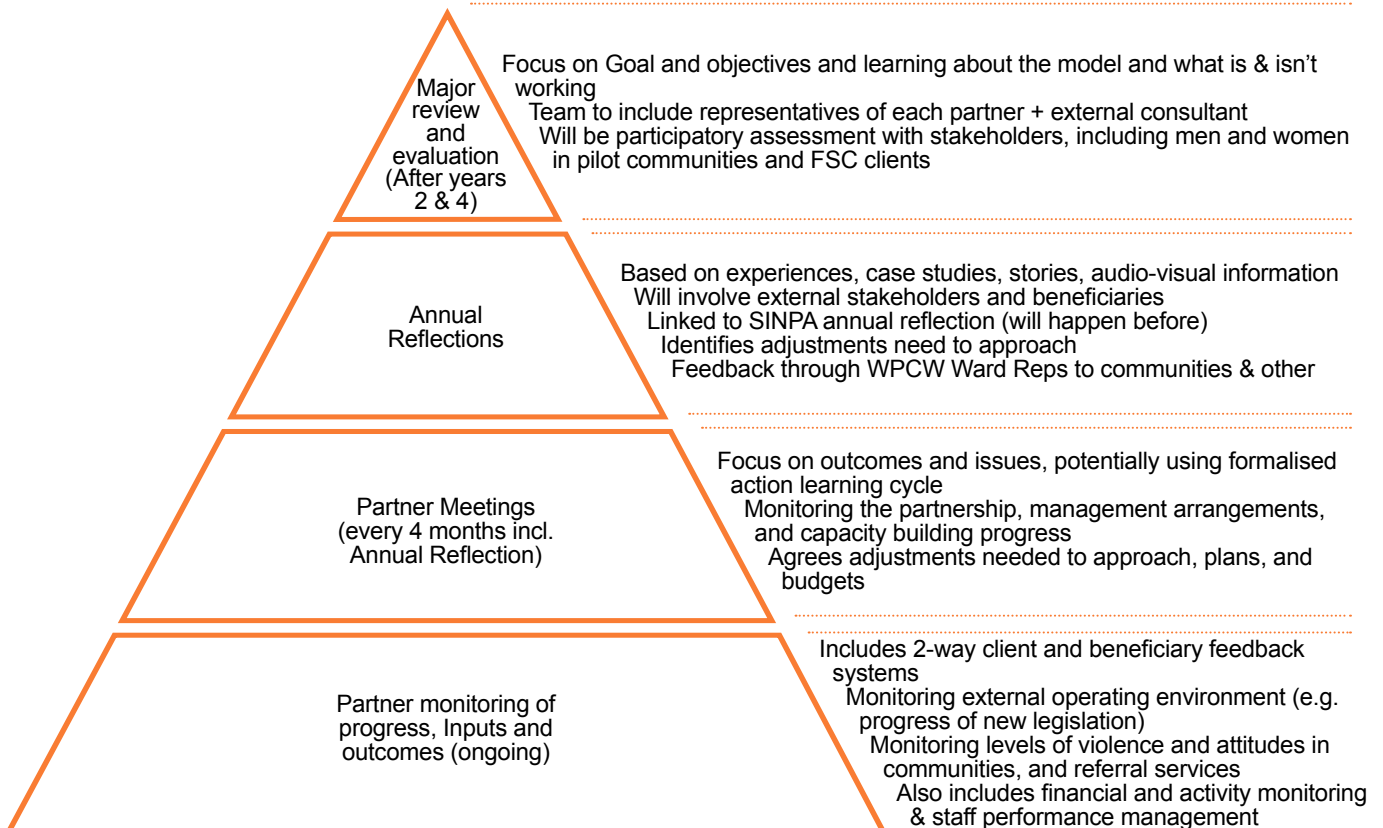 Major
review
and
evaluation
(After years
2 & 4)
Focus on Goal and objectives and learning about the model and what is & isn't
working
Team to include representatives of each partner + external consultant
Will be participatory assessment with stakeholders, including men and women
in pilot communities and FSC clients
Annual
Reflections
Based on experiences, case studies, stories, audio-visual information
Will involve external stakeholders and beneficiaries
Linked to SINPA annual reflection (will happen before)
Identifies adjustments need to approach
Feedback through WPCW Ward Reps to communities & other
Partner Meetings
(every 4 months incl.
Annual Reflection)
Focus on outcomes and issues, potentially using formalised
action learning cycle
Monitoring the partnership, management arrangements,
and capacity building progress
Agrees adjustments needed to approach, plans, and
budgets
Partner monitoring of
progress, Inputs and
outcomes (ongoing)
Includes 2-way client and beneficiary feedback
systems
Monitoring external operating environment (e.g.
progress of new legislation)
Monitoring levels of violence and attitudes in
communities, and referral services
Also includes financial and activity monitoring
& staff performance management